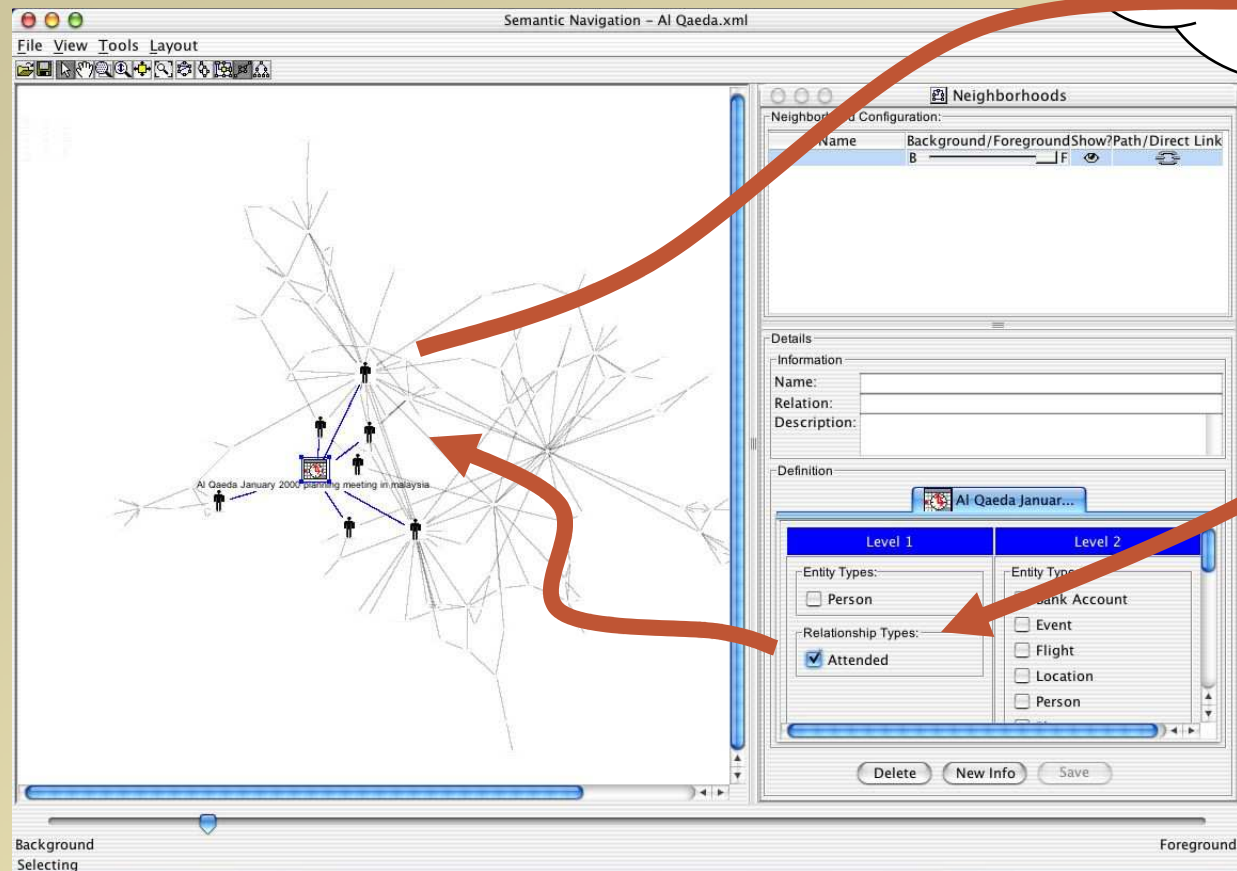 Semantic Navigation – Al Qaeda.xml
File View Tools Layout
Neighborhoods
Configuration:
Name Background/Foreground Show? Path/Direct Link
B F
Al Qaeda January 2000 planning meeting in malaysia
Details
Information
Name:
Relation:
Description:
Definition
Al Qaeda Januar...
Level 1 Level 2
Entity Types:
Person
Relationship Types:
Attended
Entity
Bank Account
Event
Flight
Location
Person
Delete New Info Save
Background Foreground
Selecting